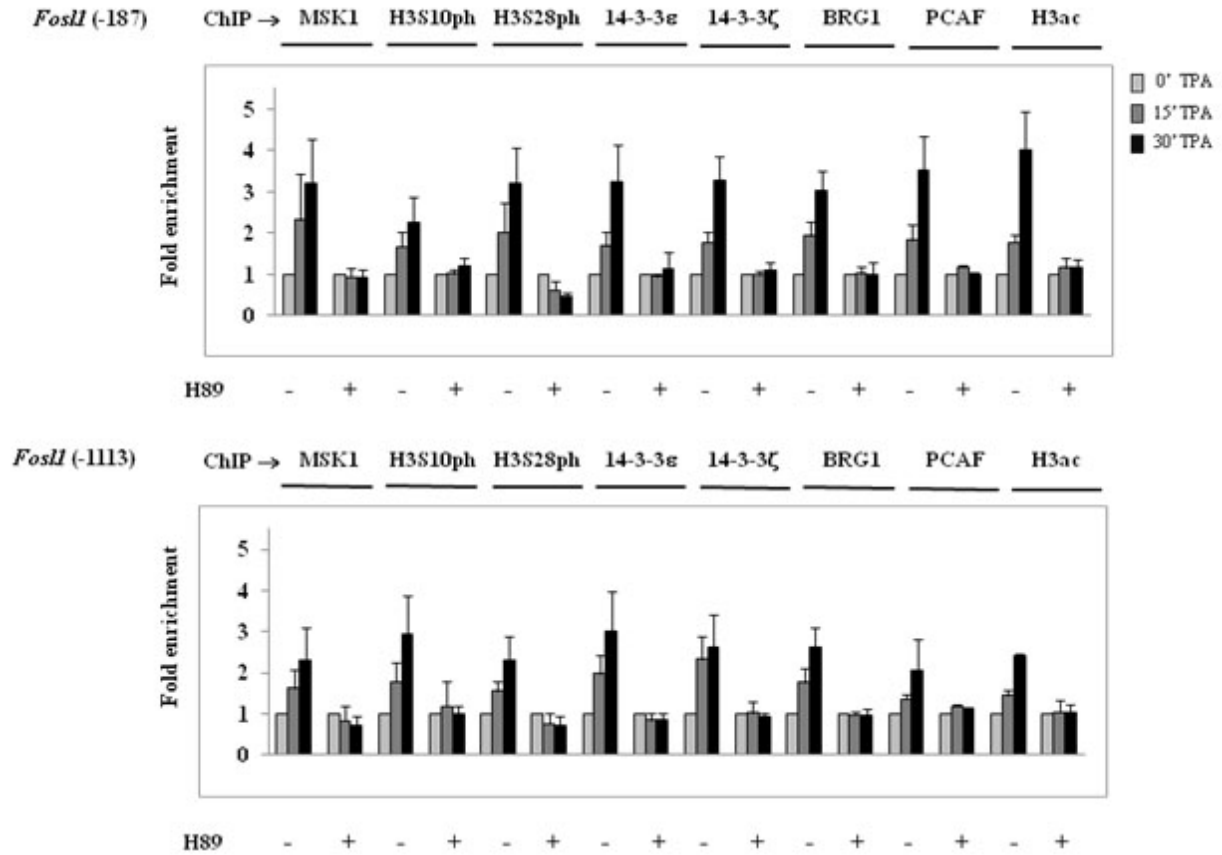 Fosl1 (-187) ChIP → MSK1 H3S10ph H3S28ph 14-3-3ε 14-3-3ζ BRG1 PCAF H3ac
0' TPA
15' TPA
30' TPA
Fold enrichment
5
4
3
2
1
0
H89 - + - + - + - + - + - + - + - +
Fosl1 (-1113) ChIP → MSK1 H3S10ph H3S28ph 14-3-3ε 14-3-3ζ BRG1 PCAF H3ac
Fold enrichment
5
4
3
2
1
0
H89 - + - + - + - + - + - + - + - +